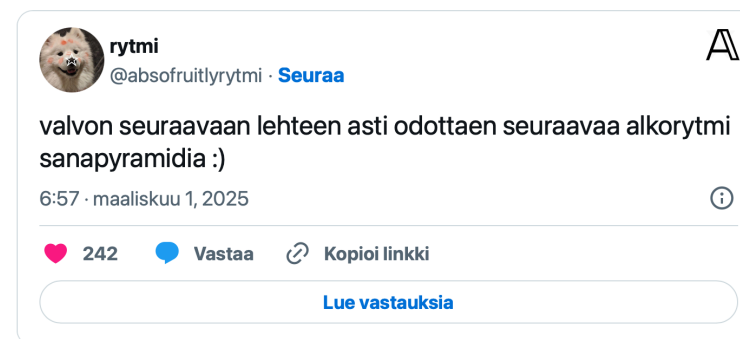 rytmi
@absofruitlyrytmi · Seuraa
valvon seuraavaan lehteen asti odottaen seuraavaa alkorytmi
sanapyramidia :)
6:57 · maaliskuu 1, 2025
242 Vastaa Kopioi linkki
Lue vastauksia